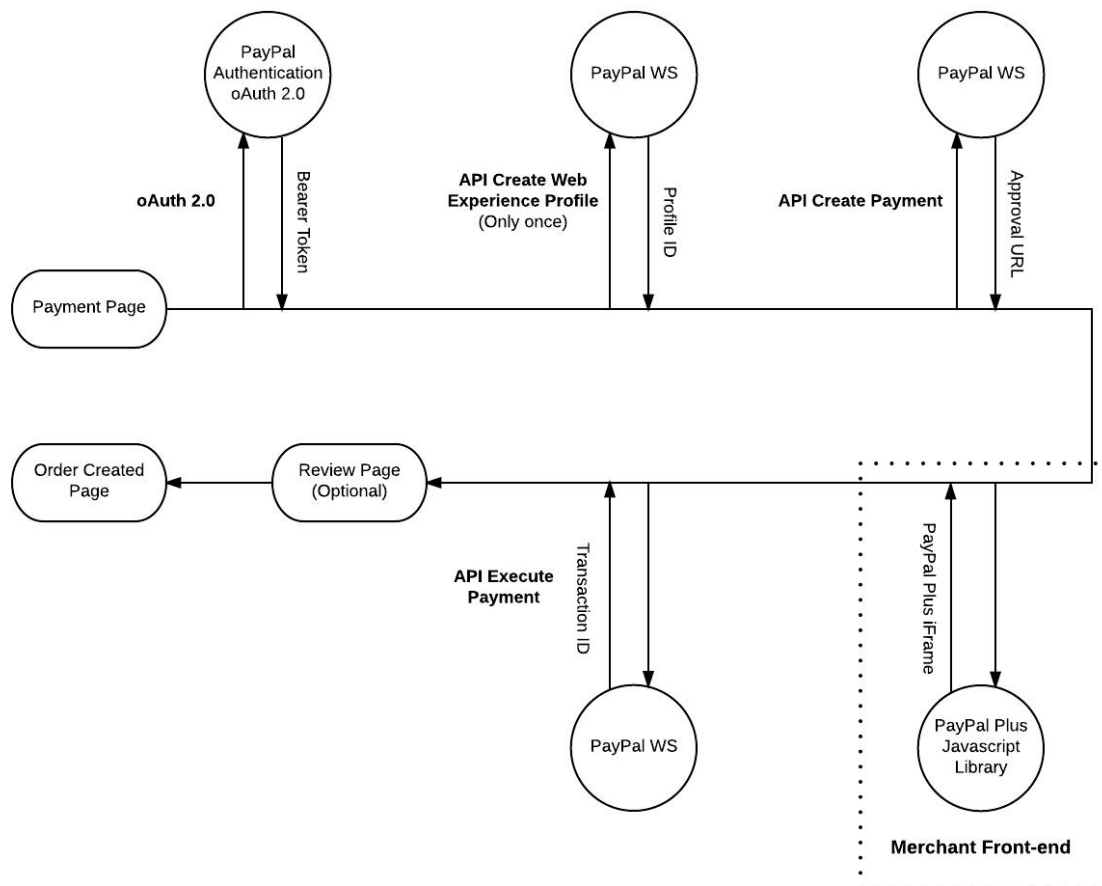 PayPal
Authentication
oAuth 2.0
PayPal WS
PayPal WS
oAuth 2.0
Bearer Token
API Create Web
Experience Profile
(Only once)
Profile ID
API Create Payment
Approval URL
Payment Page
Order Created
Page
Review Page
(Optional)
API Execute
Payment
Transaction ID
PayPal Plus iFrame
PayPal WS
PayPal Plus
Javascript
Library
Merchant Front-end